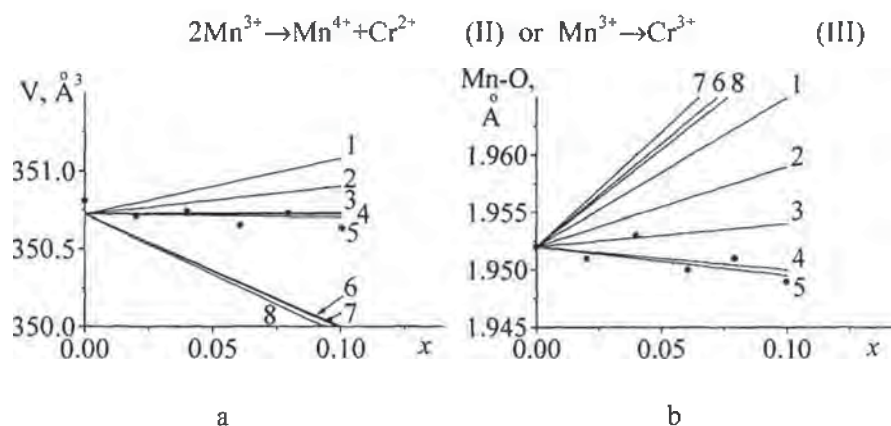 2Mn³⁺→Mn⁴⁺+Cr²⁺ (II) or Mn³⁺→Cr³⁺ (III)
V, Å³
351.0
350.5
350.0
0.00 0.05 0.10 x
1
2
3
4
5
6
7
8
a
Mn-O, Å
1.960
1.955
1.950
1.945
0.00 0.05 0.10 x
7 6 8 1
2
3
4
5
b